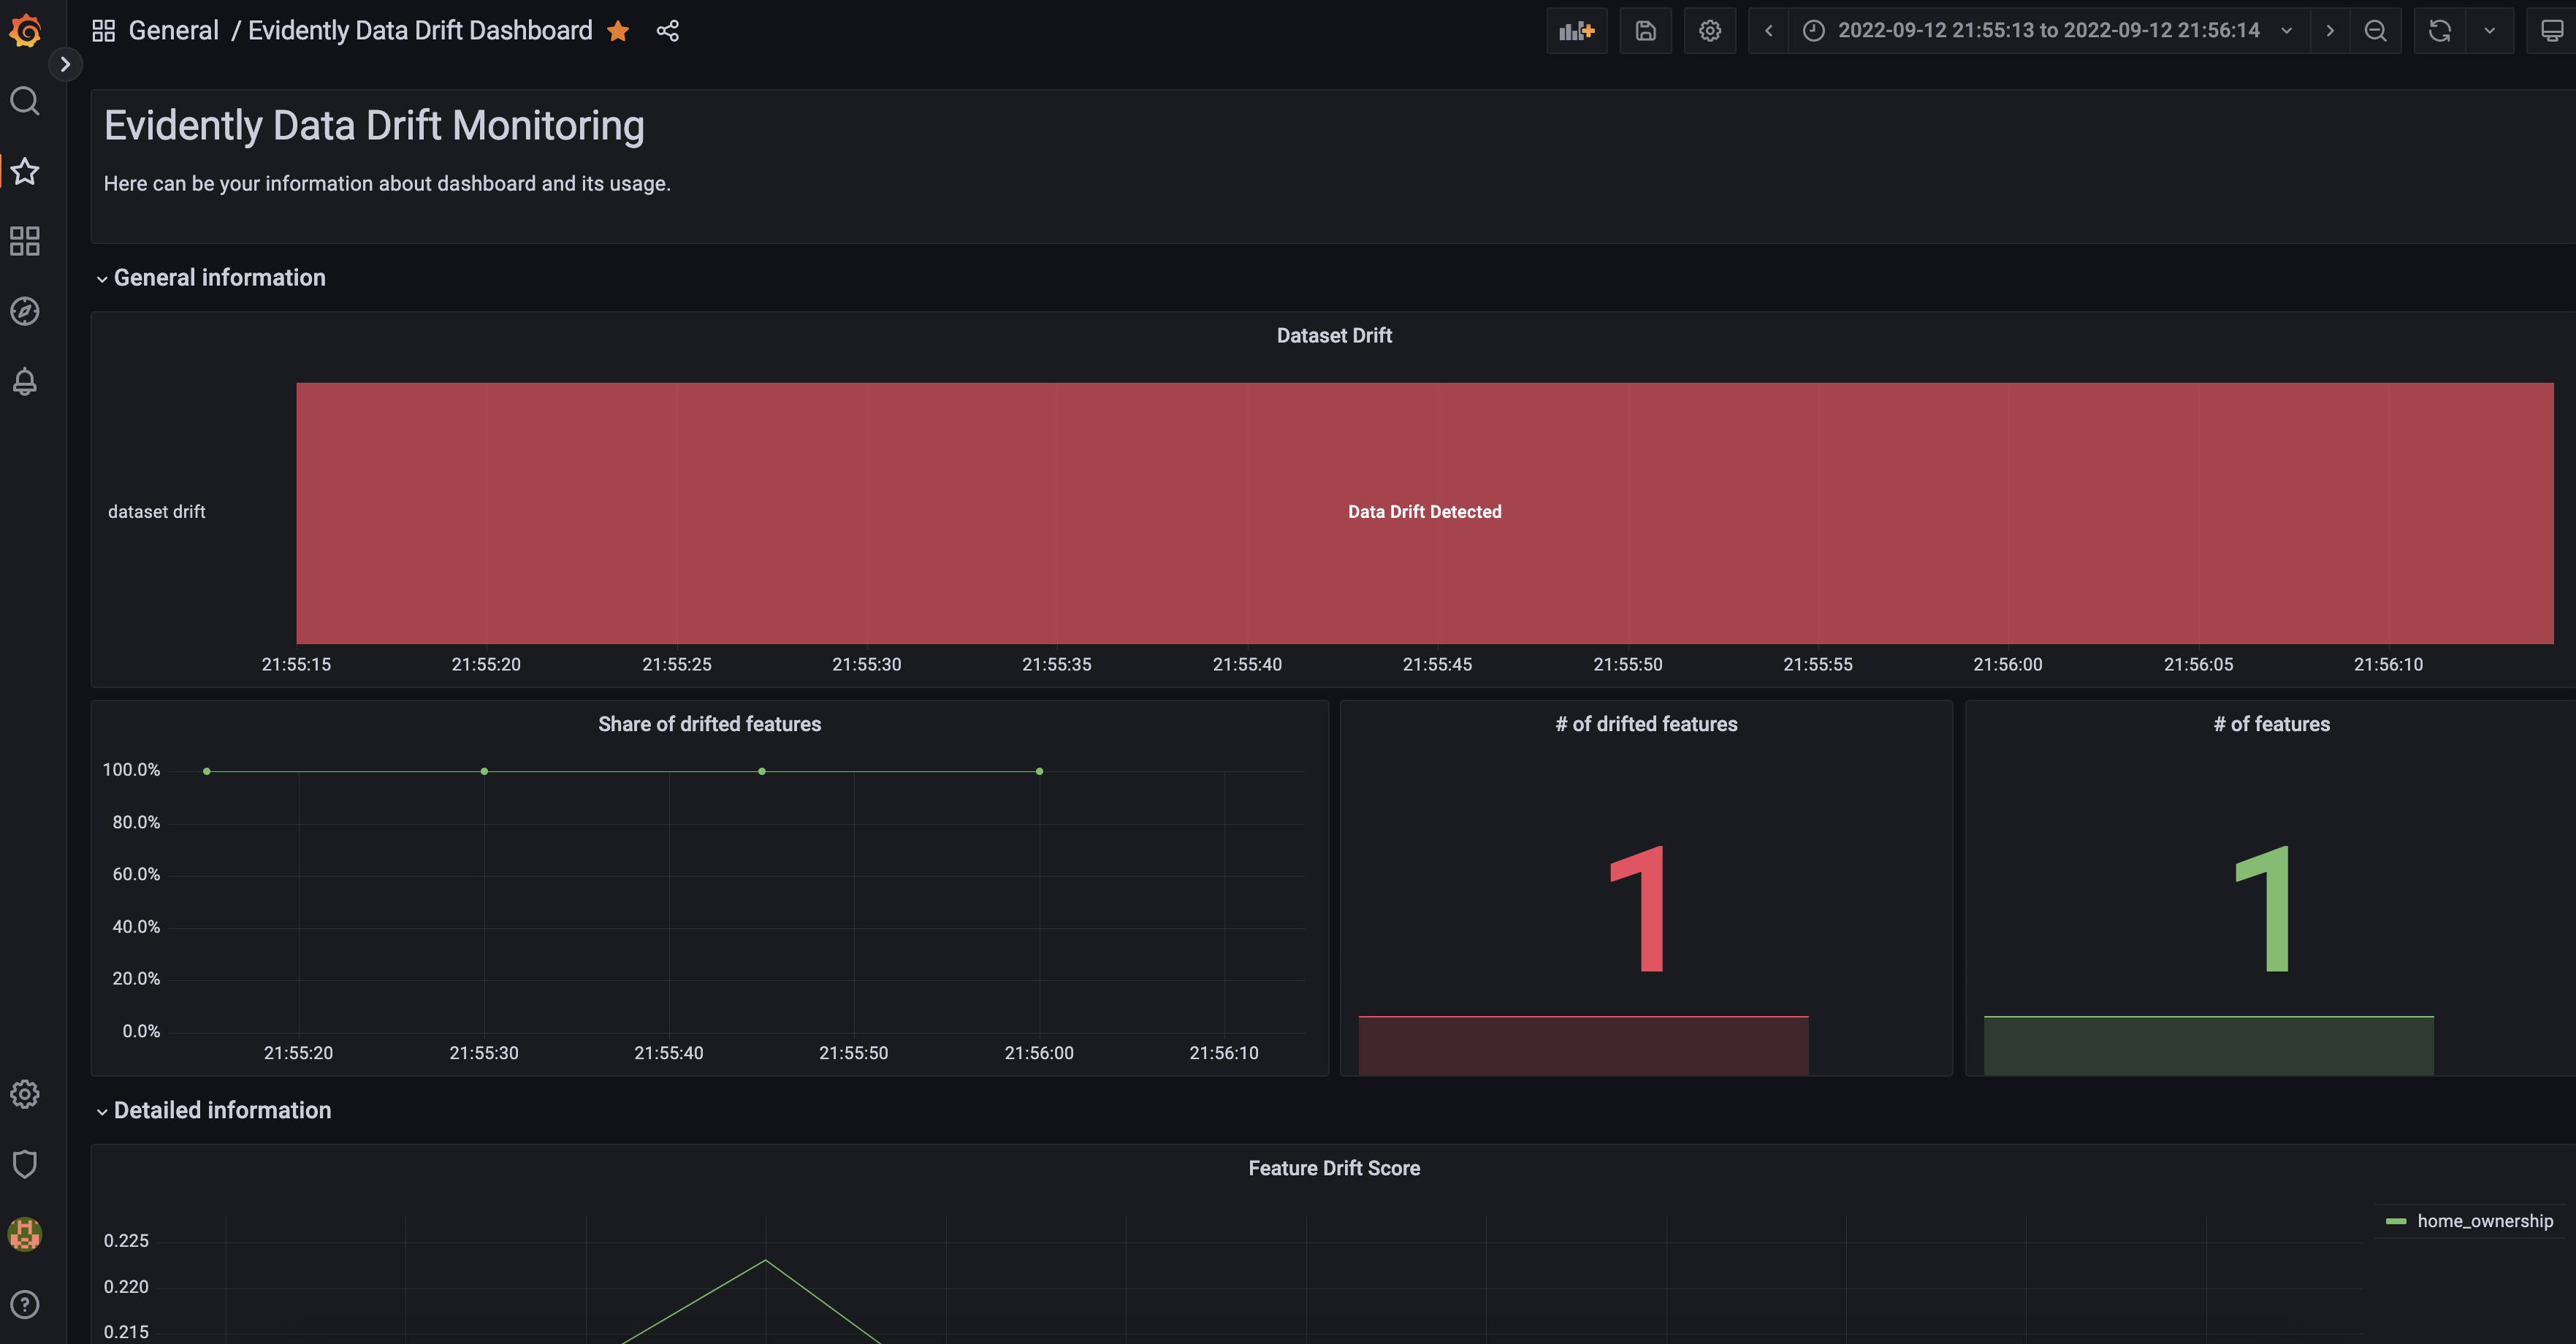 General / Evidently Data Drift Dashboard
2022-09-12 21:55:13 to 2022-09-12 21:56:14
Evidently Data Drift Monitoring
Here can be your information about dashboard and its usage.
General information
Dataset Drift
dataset drift
Data Drift Detected
21:55:15 21:55:20 21:55:25 21:55:30 21:55:35 21:55:40 21:55:45 21:55:50 21:55:55 21:56:00 21:56:05 21:56:10
Share of drifted features
100.0%
80.0%
60.0%
40.0%
20.0%
0.0%
21:55:20 21:55:30 21:55:40 21:55:50 21:56:00 21:56:10
# of drifted features
1
# of features
1
Detailed information
Feature Drift Score
0.225
0.220
0.215
home_ownership